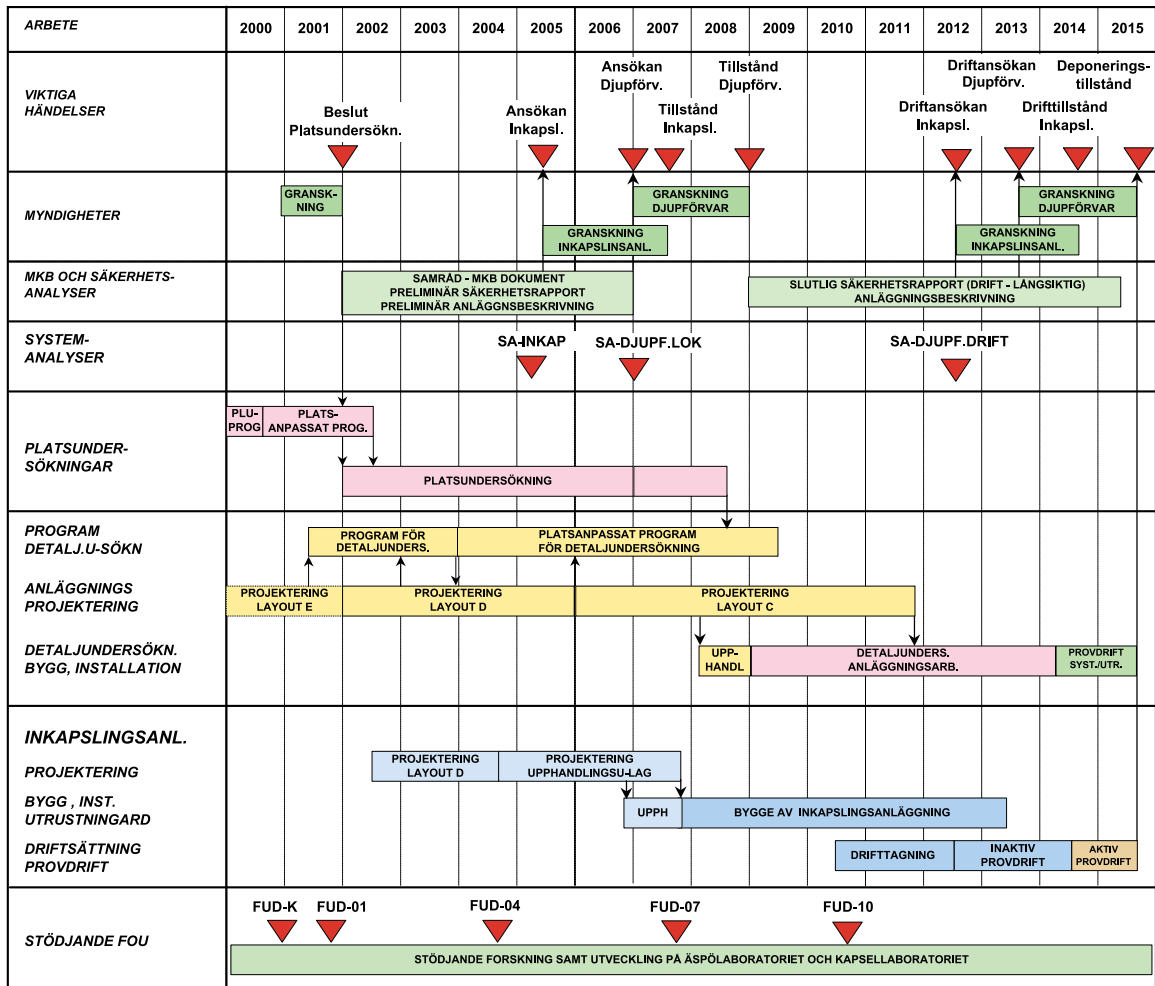 ARBETE
2000 2001 2002 2003 2004 2005 2006 2007 2008 2009 2010 2011 2012 2013 2014 2015
VIKTIGA
HÄNDELSER
Beslut
Platsundersökn.
Ansökan
Inkapsl.
Ansökan
Djupförv.
Tillstånd
Inkapsl.
Tillstånd
Djupförv.
Driftansökan
Inkapsl.
Driftansökan
Djupförv.
Drifttillstånd
Inkapsl.
Deponerings-
tillstånd
MYNDIGHETER
GRANSK-
NING
GRANSKNING
INKAPSLINSANL.
GRANSKNING
DJUPFÖRVAR
GRANSKNING
INKAPSLINSANL.
GRANSKNING
DJUPFÖRVAR
MKB OCH SÄKERHETS-
ANALYSER
SAMRÅD - MKB DOKUMENT
PRELIMINÄR SÄKERHETSRAPPORT
PRELIMINÄR ANLÄGGNSBESKRIVNING
SLUTLIG SÄKERHETSRAPPORT (DRIFT - LÅNGSIKTIG)
ANLÄGGNINGSBESKRIVNING
SYSTEM-
ANALYSER
SA-INKAP
SA-DJUPF.LOK
SA-DJUPF.DRIFT
PLATSUNDER-
SÖKNINGAR
PLU-
PROG
PLATS-
ANPASSAT PROG.
PLATSUNDERSÖKNING
PROGRAM
DETALJ.U-SÖKN
PROGRAM FÖR
DETALJUNDERS.
PLATSANPASSAT PROGRAM
FÖR DETALJUNDERSÖKNING
ANLÄGGNINGS
PROJEKTERING
PROJEKTERING
LAYOUT E
PROJEKTERING
LAYOUT D
PROJEKTERING
LAYOUT C
DETALJUNDERSÖKN.
BYGG, INSTALLATION
UPP-
HANDL
DETALJUNDERS.
ANLÄGGNINGSARB.
PROVDRIFT
SYST./UTR.
INKAPSLINGSANL.
PROJEKTERING
PROJEKTERING
LAYOUT D
PROJEKTERING
UPPHANDLINGSU-LAG
BYGG , INST.
UTRUSTNINGARD
UPPH
BYGGE AV INKAPSLINGSANLÄGGNING
DRIFTSÄTTNING
PROVDRIFT
DRIFTTAGNING
INAKTIV
PROVDRIFT
AKTIV
PROVDRIFT
STÖDJANDE FOU
FUD-K
FUD-01
FUD-04
FUD-07
FUD-10
STÖDJANDE FORSKNING SAMT UTVECKLING PÅ ÄSPÖLABORATORIET OCH KAPSELLABORATORIET